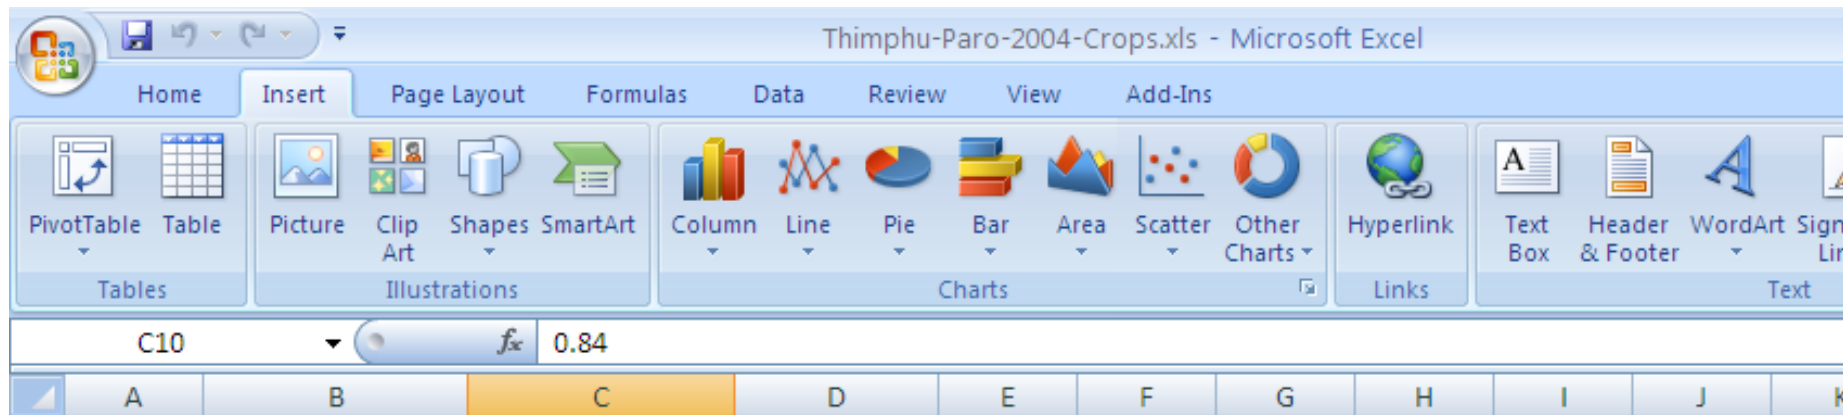 Thimphu-Paro-2004-Crops.xls - Microsoft Excel
Home Insert Page Layout Formulas Data Review View Add-Ins
PivotTable Table Picture Clip Art Shapes SmartArt Column Line Pie Bar Area Scatter Other Charts Hyperlink Text Box Header & Footer WordArt Sign
Tables Illustrations Charts Links Text
C10 fx 0.84
A B C D E F G H I J